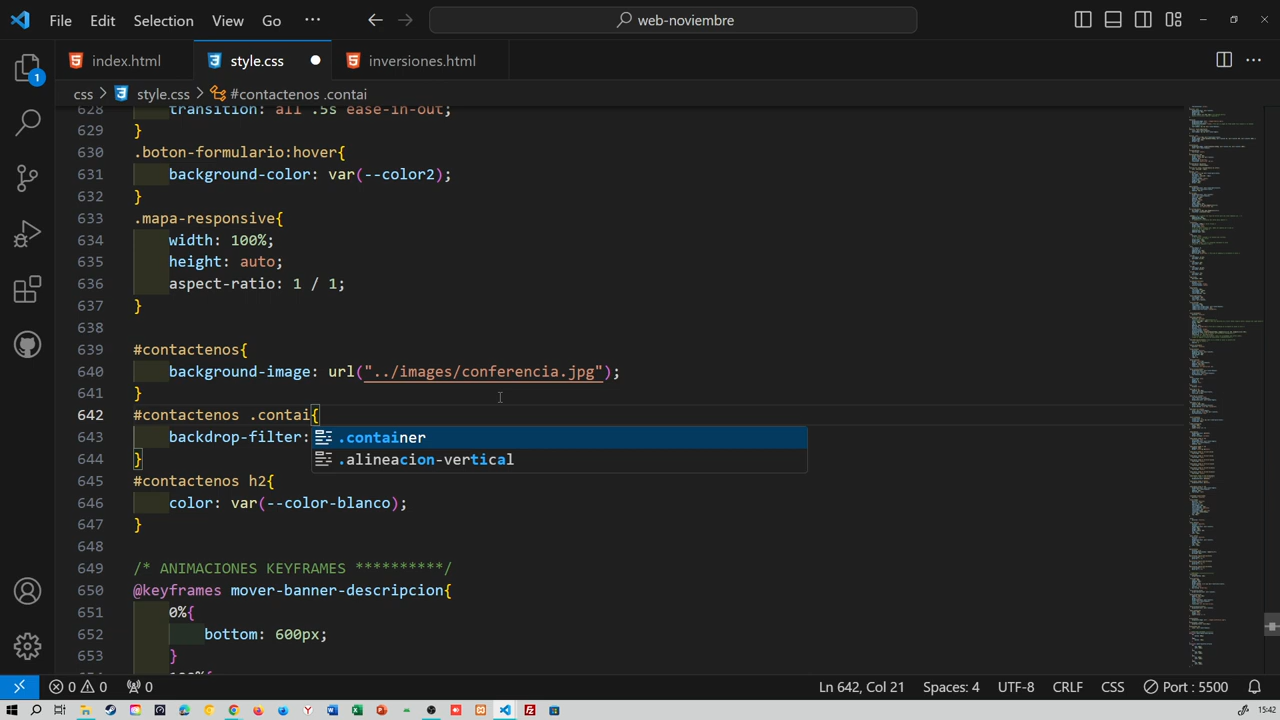 File Edit Selection View Go ··· web-noviembre
index.html style.css inversiones.html
css > style.css > #contactenos .contai
628 transition: all .5s ease-in-out;
629 }
630 .boton-formulario:hover{
631 background-color: var(--color2);
632 }
633 .mapa-responsive{
634 width: 100%;
635 height: auto;
636 aspect-ratio: 1 / 1;
637 }
638
639 #contactenos{
640 background-image: url("../images/conferencia.jpg");
641 }
642 #contactenos .contai{
643 backdrop-filter: .container
644 } .alineacion-vertical
645 #contactenos h2{
646 color: var(--color-blanco);
647 }
648
649 /* ANIMACIONES KEYFRAMES **********/
650 @keyframes mover-banner-descripcion{
651 0%{
652 bottom: 600px;
653 }
654 100%{
0 0 0 Ln 642, Col 21 Spaces: 4 UTF-8 CRLF CSS Port : 5500
15:42